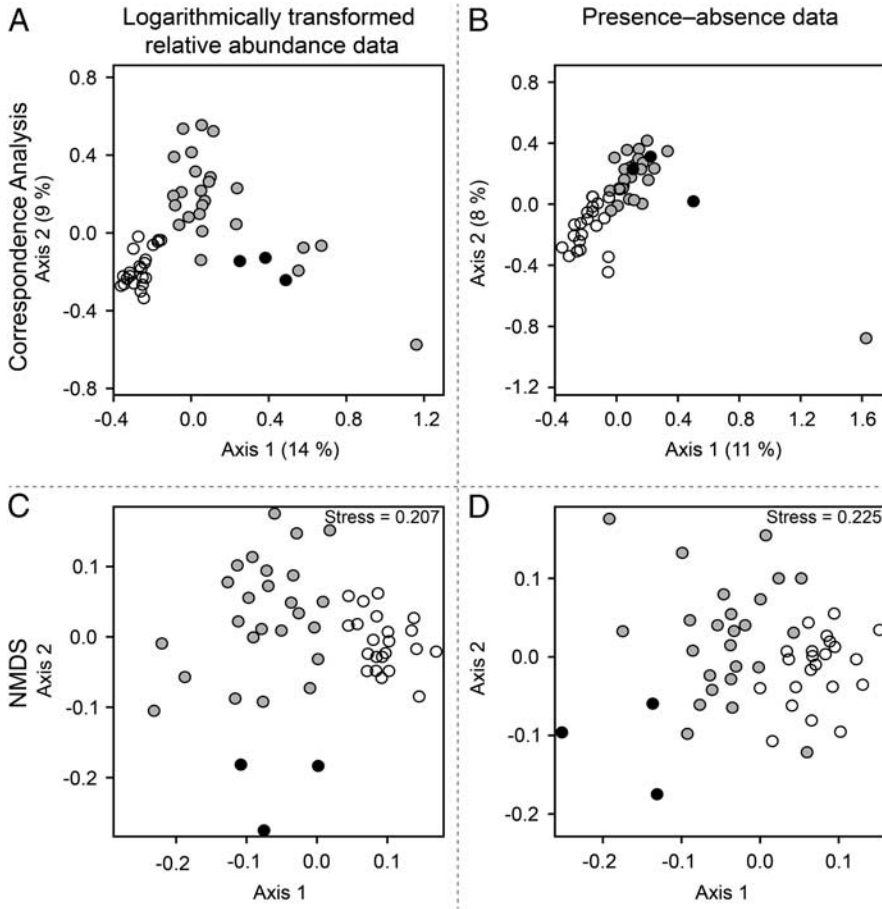 A
Logarithmically transformed
relative abundance data
B
Presence–absence data
Correspondence Analysis
Axis 2 (9 %)
0.8
0.4
0.0
-0.4
-0.8
-0.4
0.0
0.4
0.8
1.2
Axis 1 (14 %)
Axis 2 (8 %)
0.8
0.4
0.0
-0.4
-0.8
-1.2
-0.4
0.0
0.4
0.8
1.2
1.6
Axis 1 (11 %)
C
Stress = 0.207
NMDS
Axis 2
0.1
0.0
-0.1
-0.2
-0.2
-0.1
0.0
0.1
Axis 1
D
Stress = 0.225
Axis 2
0.1
0.0
-0.1
-0.2
-0.2
-0.1
0.0
0.1
Axis 1